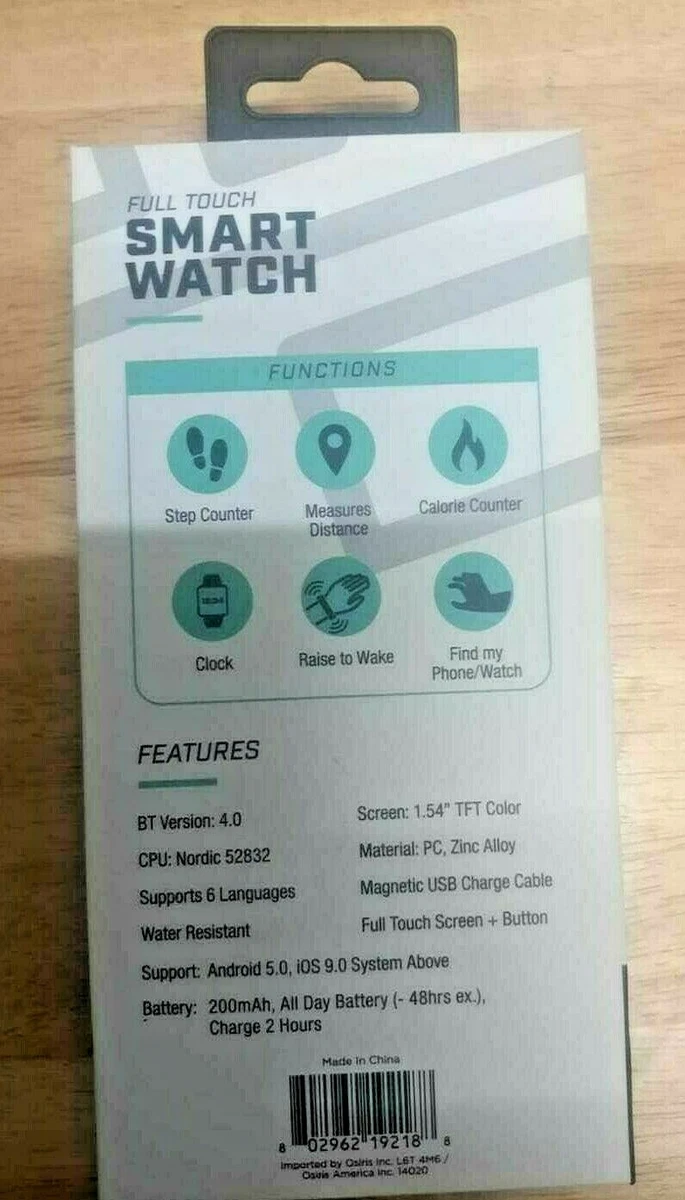 FULL TOUCH
SMART
WATCH
FUNCTIONS
Step Counter
Measures
Distance
Calorie Counter
Clock
Raise to Wake
Find my
Phone/Watch
FEATURES
BT Version: 4.0
CPU: Nordic 52832
Supports 6 Languages
Water Resistant
Screen: 1.54" TFT Color
Material: PC, Zinc Alloy
Magnetic USB Charge Cable
Full Touch Screen + Button
Support: Android 5.0, iOS 9.0 System Above
Battery: 200mAh, All Day Battery (- 48hrs ex.),
Charge 2 Hours
Made In China
8 02962 19218 8
Imported by Osiris Inc. L6T 4M6 /
Osiris America Inc. 14020